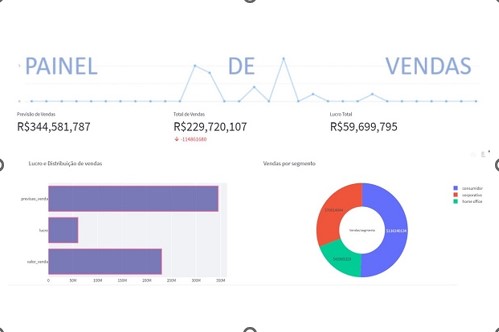 PAINEL DE VENDAS
Previsão de Vendas
R$344,581,787
Total de Vendas
R$229,720,107
Lucro Total
R$59,699,795
Lucro e Distribuição de vendas
previsao_venda
lucro
valor_venda
0 50M 100M 150M 200M 250M 300M 350M
Vendas por segmento
Vendas segmento
consumidor
corporativo
home office